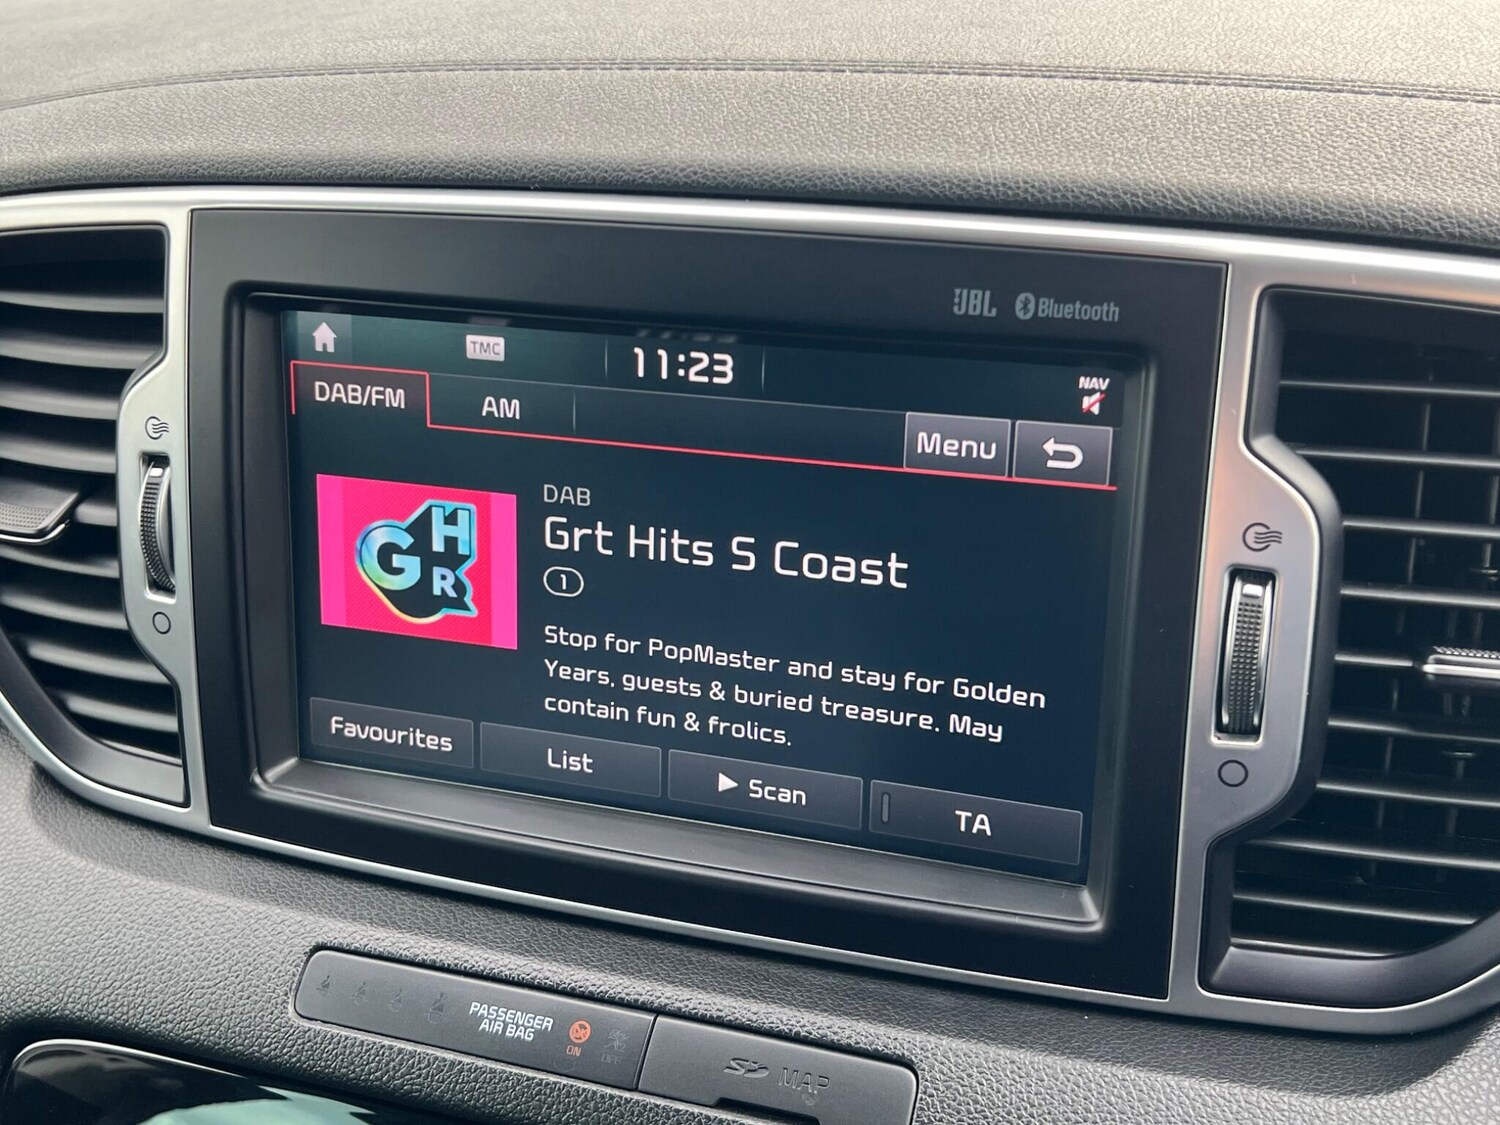 JBL Bluetooth
TMC
11:23
NAV
DAB/FM
AM
Menu
GHR
DAB
Grt Hits S Coast
1
Stop for PopMaster and stay for Golden
Years, guests & buried treasure. May
contain fun & frolics.
Favourites
List
Scan
TA
PASSENGER
AIR BAG
ON
OFF
SD MAP